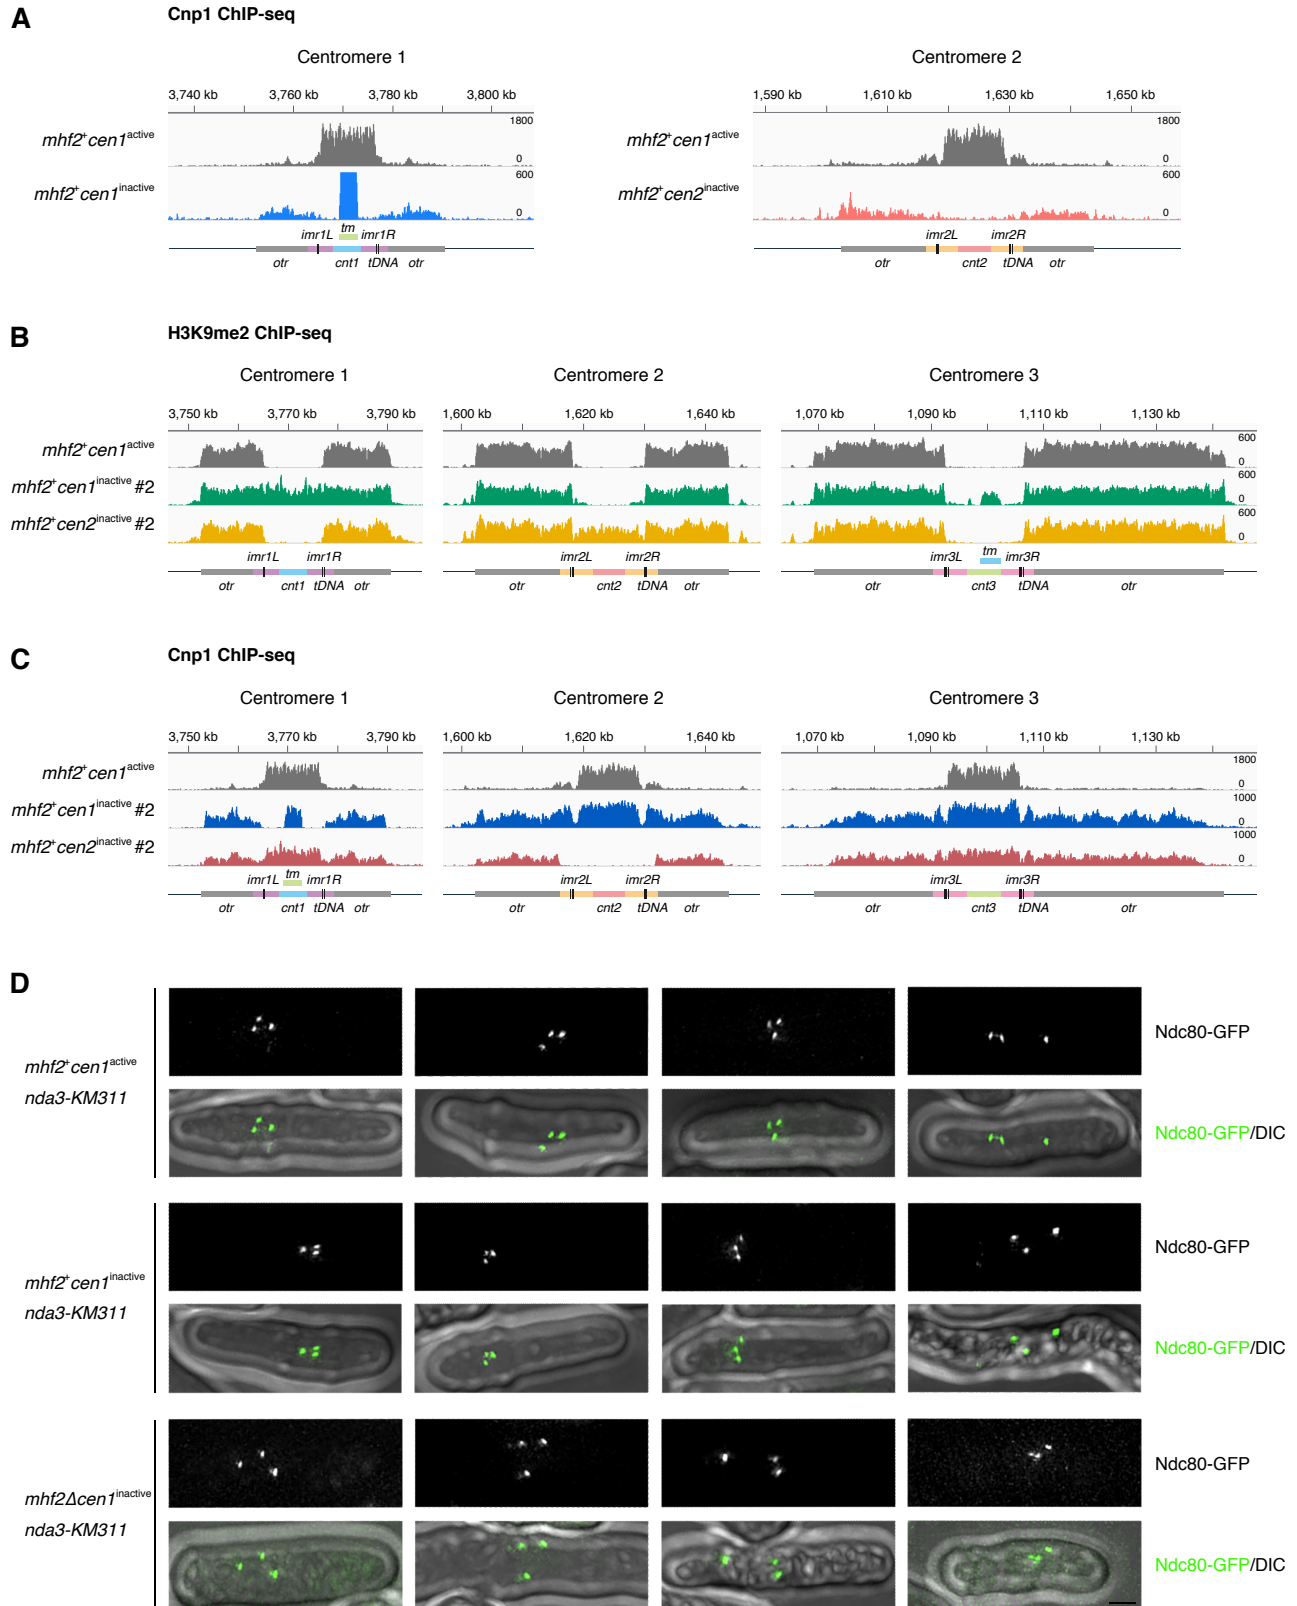 A
Cnp1 ChIP-seq
Centromere 1
Centromere 2
3,740 kb 3,760 kb 3,780 kb 3,800 kb
1,590 kb 1,610 kb 1,630 kb 1,650 kb
mhf2+cen1active
1800
0
mhf2+cen1active
1800
0
mhf2+cen1inactive
600
0
mhf2+cen2inactive
600
0
imr1L tm imr1R
otr cnt1 tDNA otr
imr2L imr2R
otr cnt2 tDNA otr
B
H3K9me2 ChIP-seq
Centromere 1
Centromere 2
Centromere 3
3,750 kb 3,770 kb 3,790 kb
1,600 kb 1,620 kb 1,640 kb
1,070 kb 1,090 kb 1,110 kb 1,130 kb
mhf2+cen1active
600
0
mhf2+cen1inactive #2
600
0
mhf2+cen2inactive #2
600
0
imr1L imr1R
otr cnt1 tDNA otr
imr2L imr2R
otr cnt2 tDNA otr
imr3L tm imr3R
otr cnt3 tDNA otr
C
Cnp1 ChIP-seq
Centromere 1
Centromere 2
Centromere 3
3,750 kb 3,770 kb 3,790 kb
1,600 kb 1,620 kb 1,640 kb
1,070 kb 1,090 kb 1,110 kb 1,130 kb
mhf2+cen1active
1800
0
mhf2+cen1inactive #2
1000
0
mhf2+cen2inactive #2
1000
0
imr1L tm imr1R
otr cnt1 tDNA otr
imr2L imr2R
otr cnt2 tDNA otr
imr3L imr3R
otr cnt3 tDNA otr
D
mhf2+cen1active
nda3-KM311
Ndc80-GFP
Ndc80-GFP/DIC
mhf2+cen1inactive
nda3-KM311
Ndc80-GFP
Ndc80-GFP/DIC
mhf2Δcen1inactive
nda3-KM311
Ndc80-GFP
Ndc80-GFP/DIC